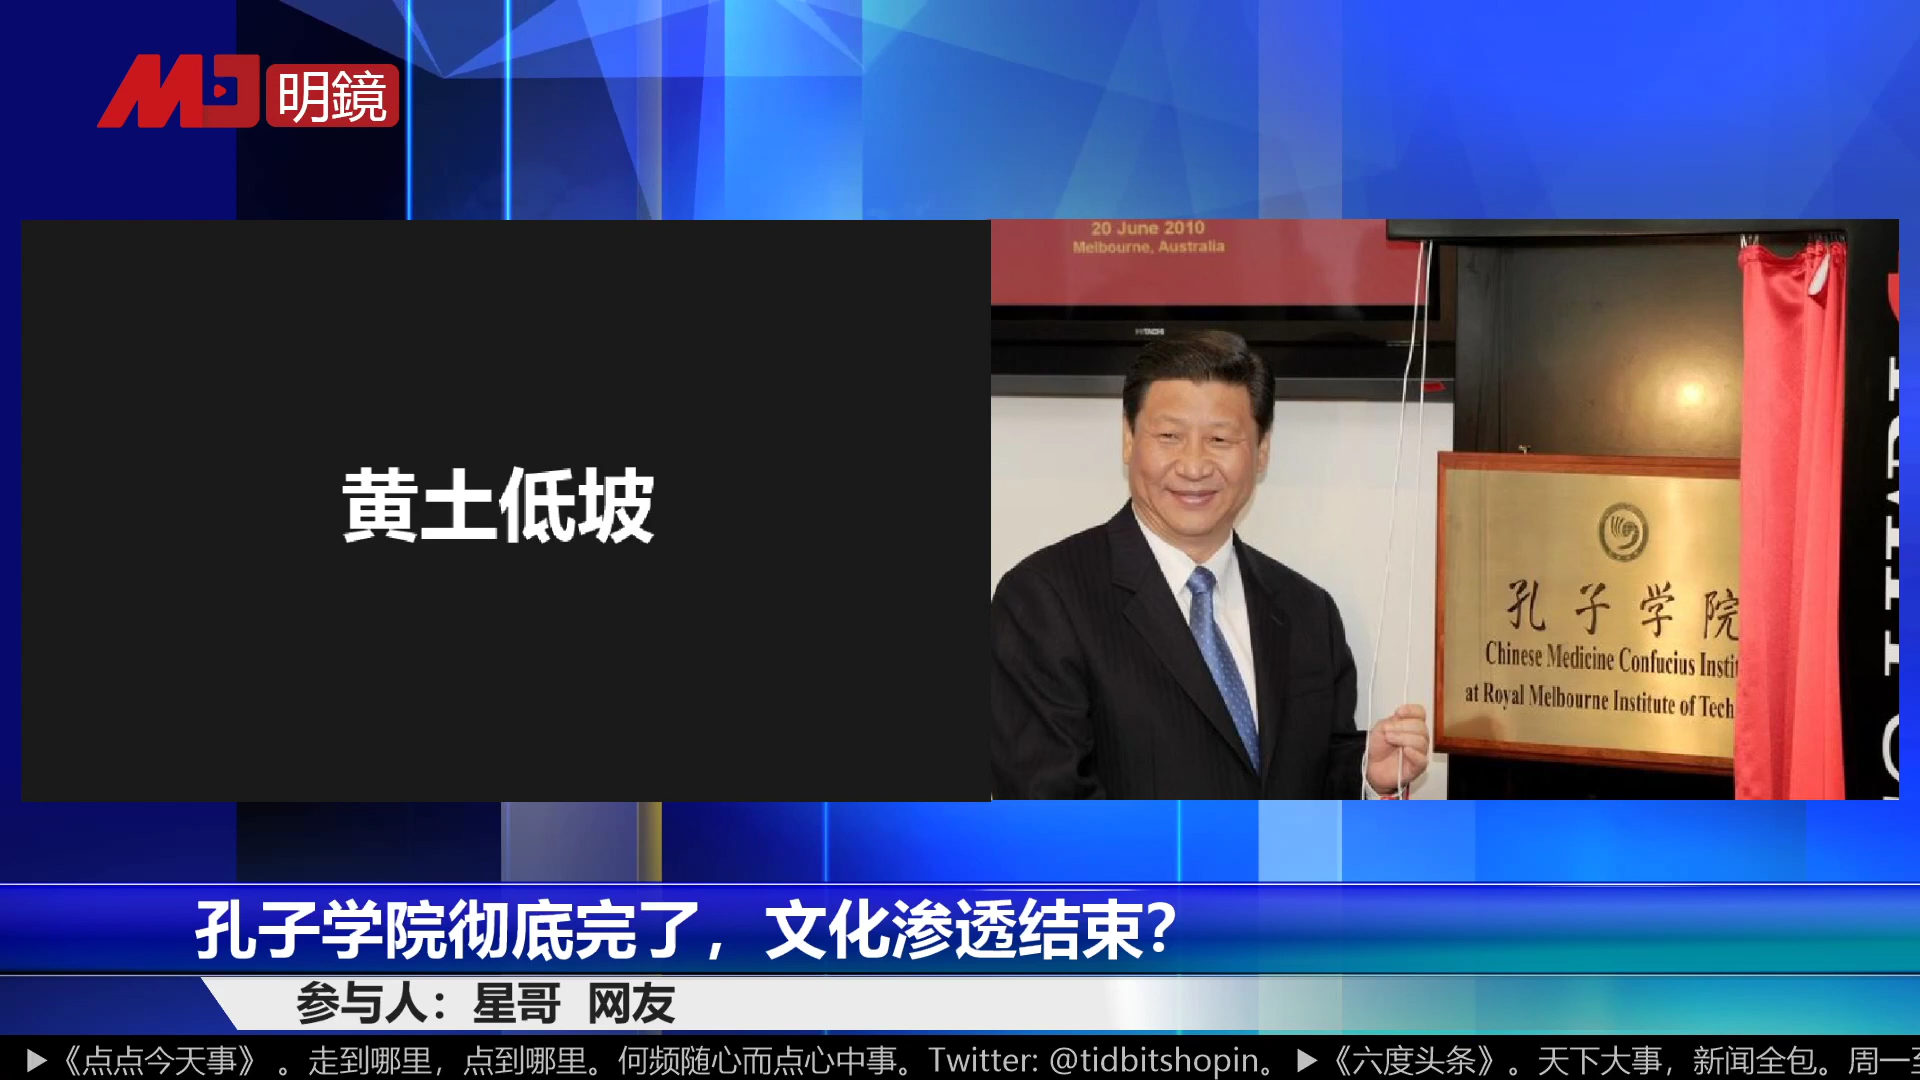 明鏡
20 June 2010
Melbourne, Australia
HITACHI
黄土低坡
孔子学院
Chinese Medicine Confucius Instit
at Royal Melbourne Institute of Tech
孔子学院彻底完了，文化渗透结束？
参与人：星哥 网友
▶《点点今天事》。走到哪里，点到哪里。何频随心而点心中事。Twitter: @tidbitshopin。▶《六度头条》。天下大事，新闻全包。周一至